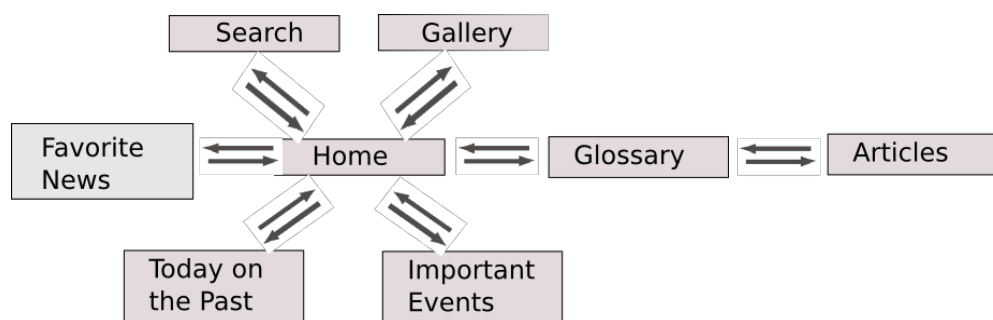 Search
Gallery
Favorite
News
Home
Glossary
Articles
Today on
the Past
Important
Events